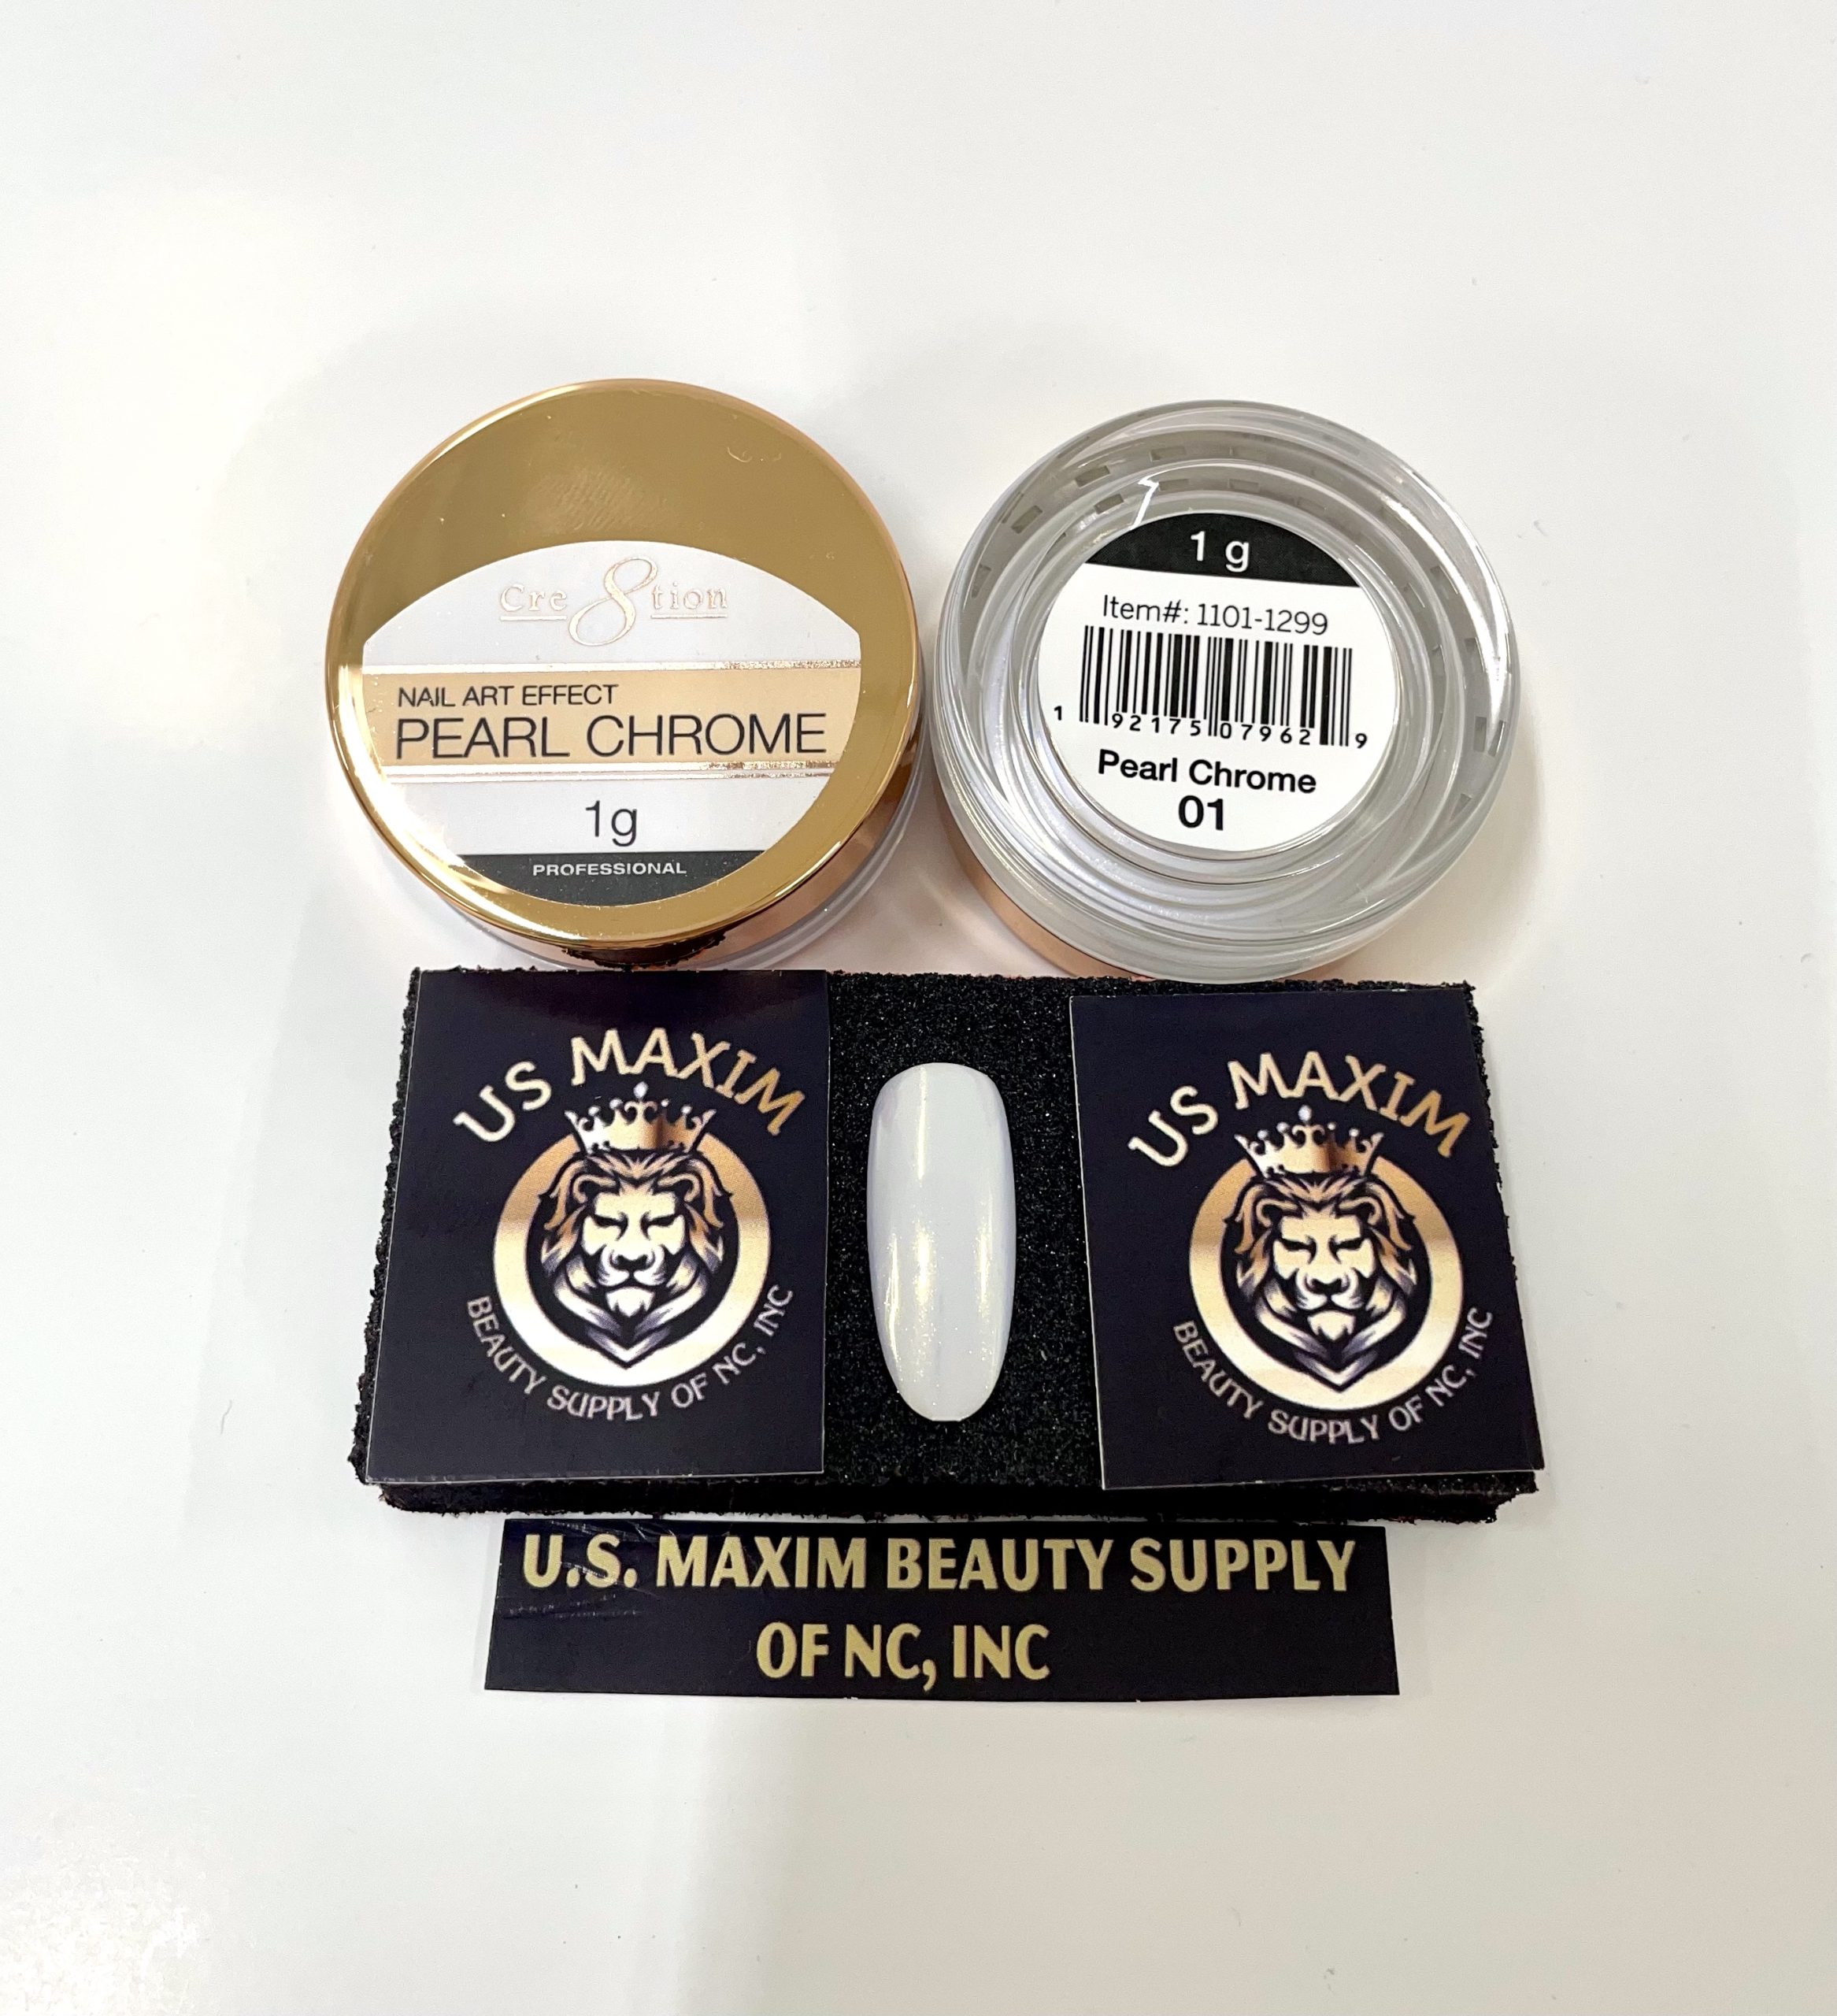 Cre8tion
NAIL ART EFFECT
PEARL CHROME
1g
PROFESSIONAL
1 g
Item#: 1101-1299
1 92175 07962 9
Pearl Chrome
01
US MAXIM
BEAUTY SUPPLY OF NC, INC
US MAXIM
BEAUTY SUPPLY OF NC, INC
U.S. MAXIM BEAUTY SUPPLY
OF NC, INC